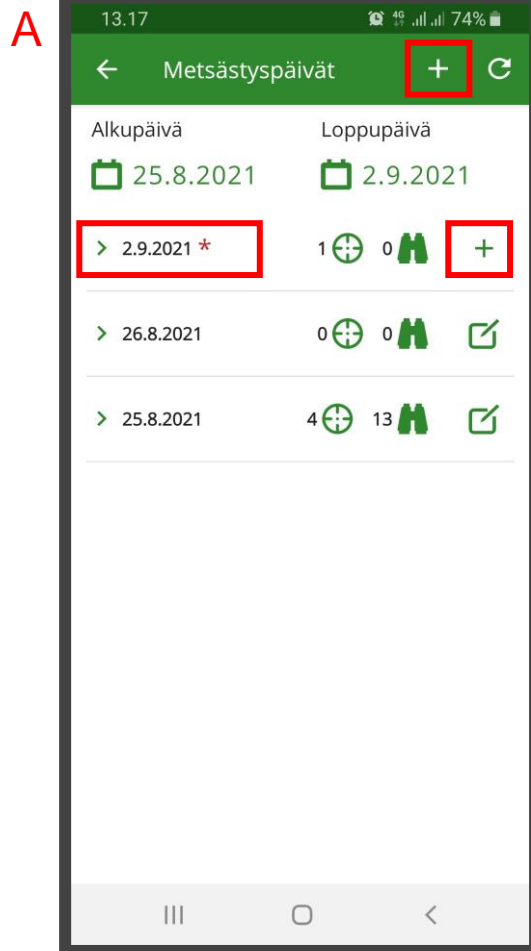 A
13.17 4G 74%
Metsästyspäivät
Alkupäivä Loppupäivä
25.8.2021 2.9.2021
2.9.2021 * 1 0 +
26.8.2021 0 0
25.8.2021 4 13